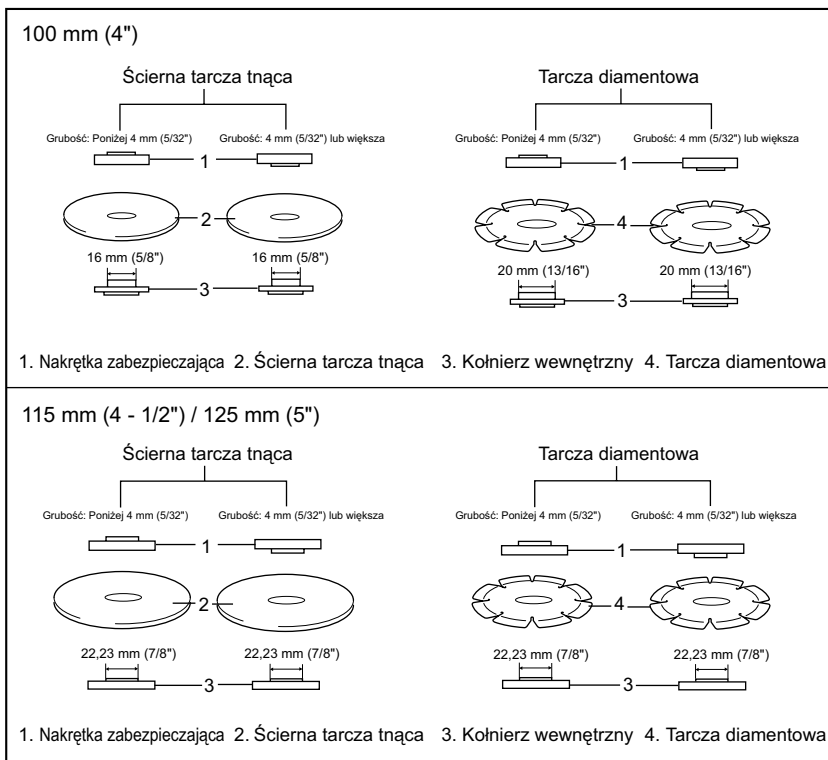 100 mm (4")
Ścierna tarcza tnąca Tarcza diamentowa
Grubość: Poniżej 4 mm (5/32") Grubość: 4 mm (5/32") lub większa Grubość: Poniżej 4 mm (5/32") Grubość: 4 mm (5/32") lub większa
1 1
2 4
16 mm (5/8") 16 mm (5/8") 20 mm (13/16") 20 mm (13/16")
3 3
1. Nakrętka zabezpieczająca 2. Ścierna tarcza tnąca 3. Kołnierz wewnętrzny 4. Tarcza diamentowa
115 mm (4 - 1/2") / 125 mm (5")
Ścierna tarcza tnąca Tarcza diamentowa
Grubość: Poniżej 4 mm (5/32") Grubość: 4 mm (5/32") lub większa Grubość: Poniżej 4 mm (5/32") Grubość: 4 mm (5/32") lub większa
1 1
2 4
22,23 mm (7/8") 22,23 mm (7/8") 22,23 mm (7/8") 22,23 mm (7/8")
3 3
1. Nakrętka zabezpieczająca 2. Ścierna tarcza tnąca 3. Kołnierz wewnętrzny 4. Tarcza diamentowa